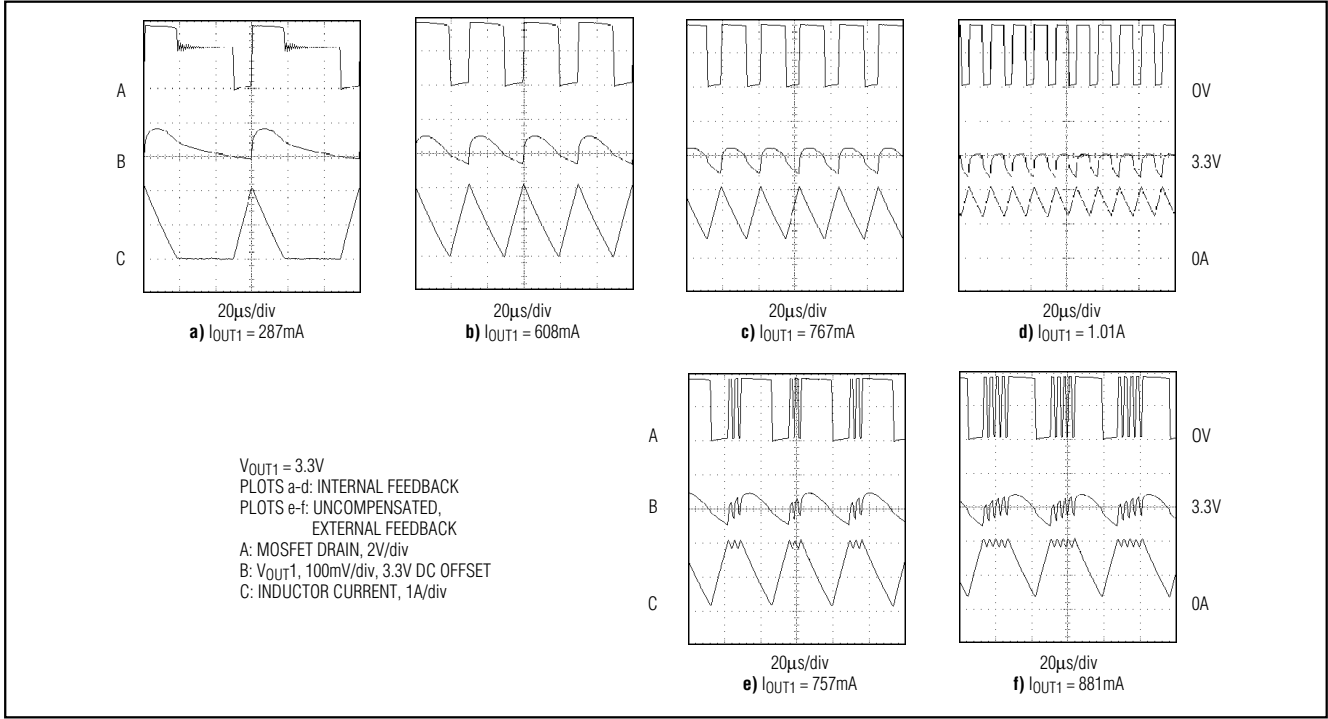 A
B
C
0V
3.3V
0A
20µs/div
a) IOUT1 = 287mA
20µs/div
b) IOUT1 = 608mA
20µs/div
c) IOUT1 = 767mA
20µs/div
d) IOUT1 = 1.01A
VOUT1 = 3.3V
PLOTS a-d: INTERNAL FEEDBACK
PLOTS e-f: UNCOMPENSATED,
EXTERNAL FEEDBACK
A: MOSFET DRAIN, 2V/div
B: VOUT1, 100mV/div, 3.3V DC OFFSET
C: INDUCTOR CURRENT, 1A/div
A
B
C
0V
3.3V
0A
20µs/div
e) IOUT1 = 757mA
20µs/div
f) IOUT1 = 881mA